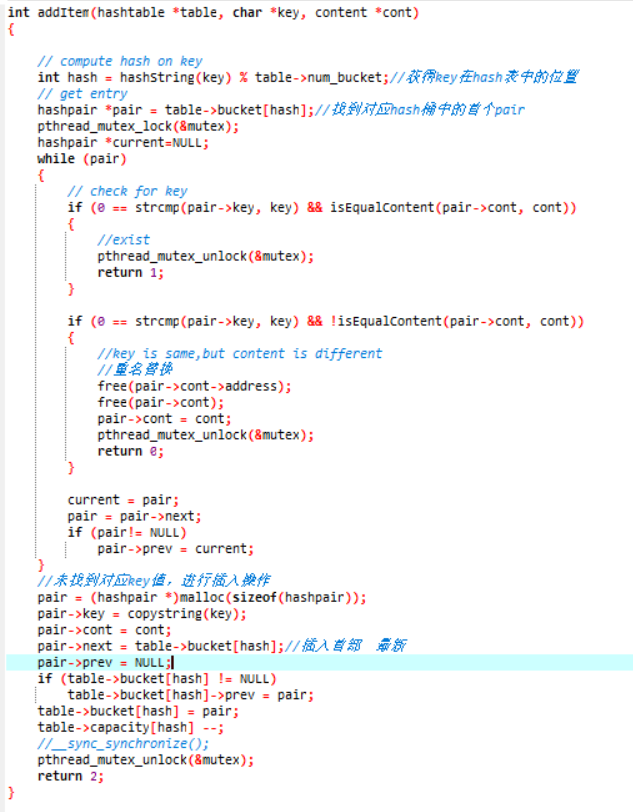 int addItem(hashtable *table, char *key, content *cont)
{
// compute hash on key
int hash = hashString(key) % table->num_bucket;//获得key在hash表中的位置
// get entry
hashpair *pair = table->bucket[hash];//找到对应hash桶中的首个pair
pthread_mutex_lock(&mutex);
hashpair *current=NULL;
while (pair)
{
// check for key
if (0 == strcmp(pair->key, key) && isEqualContent(pair->cont, cont))
{
//exist
pthread_mutex_unlock(&mutex);
return 1;
}
if (0 == strcmp(pair->key, key) && !isEqualContent(pair->cont, cont))
{
//key is same,but content is different
//重名替换
free(pair->cont->address);
free(pair->cont);
pair->cont = cont;
pthread_mutex_unlock(&mutex);
return 0;
}
current = pair;
pair = pair->next;
if (pair!= NULL)
pair->prev = current;
}
//未找到对应key值，进行插入操作
pair = (hashpair *)malloc(sizeof(hashpair));
pair->key = copystring(key);
pair->cont = cont;
pair->next = table->bucket[hash];//插入首部 最新
pair->prev = NULL;
if (table->bucket[hash] != NULL)
table->bucket[hash]->prev = pair;
table->bucket[hash] = pair;
table->capacity[hash] --;
//__sync_synchronize();
pthread_mutex_unlock(&mutex);
return 2;
}